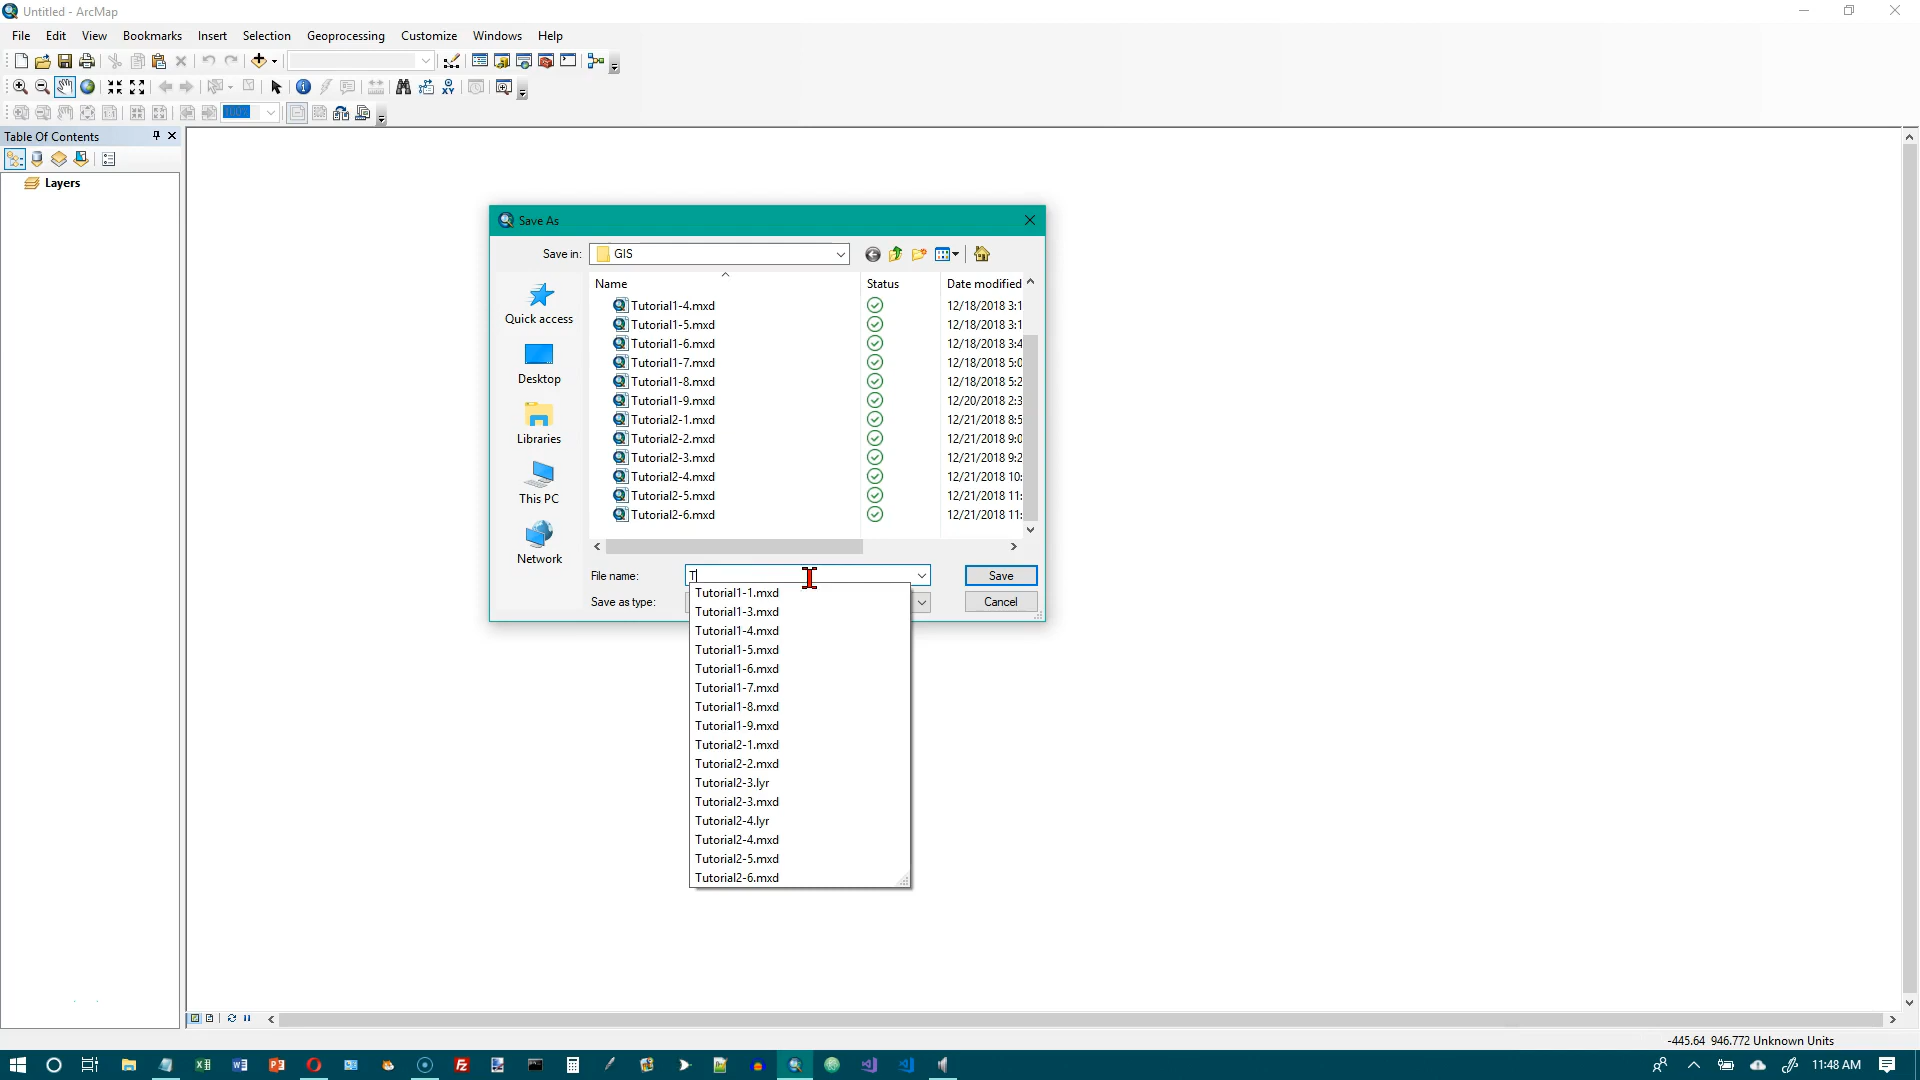 Untitled - ArcMap
File Edit View Bookmarks Insert Selection Geoprocessing Customize Windows Help
100%
Table Of Contents
Layers
Save As
Save in: GIS
Name Status Date modified
Quick access
Desktop
Libraries
This PC
Network
Tutorial1-4.mxd 12/18/2018 3:1
Tutorial1-5.mxd 12/18/2018 3:1
Tutorial1-6.mxd 12/18/2018 3:4
Tutorial1-7.mxd 12/18/2018 5:0
Tutorial1-8.mxd 12/18/2018 5:2
Tutorial1-9.mxd 12/20/2018 2:3
Tutorial2-1.mxd 12/21/2018 8:5
Tutorial2-2.mxd 12/21/2018 9:0
Tutorial2-3.mxd 12/21/2018 9:2
Tutorial2-4.mxd 12/21/2018 10:
Tutorial2-5.mxd 12/21/2018 11:
Tutorial2-6.mxd 12/21/2018 11:
File name: T Save
Save as type: Cancel
Tutorial1-1.mxd
Tutorial1-3.mxd
Tutorial1-4.mxd
Tutorial1-5.mxd
Tutorial1-6.mxd
Tutorial1-7.mxd
Tutorial1-8.mxd
Tutorial1-9.mxd
Tutorial2-1.mxd
Tutorial2-2.mxd
Tutorial2-3.lyr
Tutorial2-3.mxd
Tutorial2-4.lyr
Tutorial2-4.mxd
Tutorial2-5.mxd
Tutorial2-6.mxd
-445.64 946.772 Unknown Units
11:48 AM